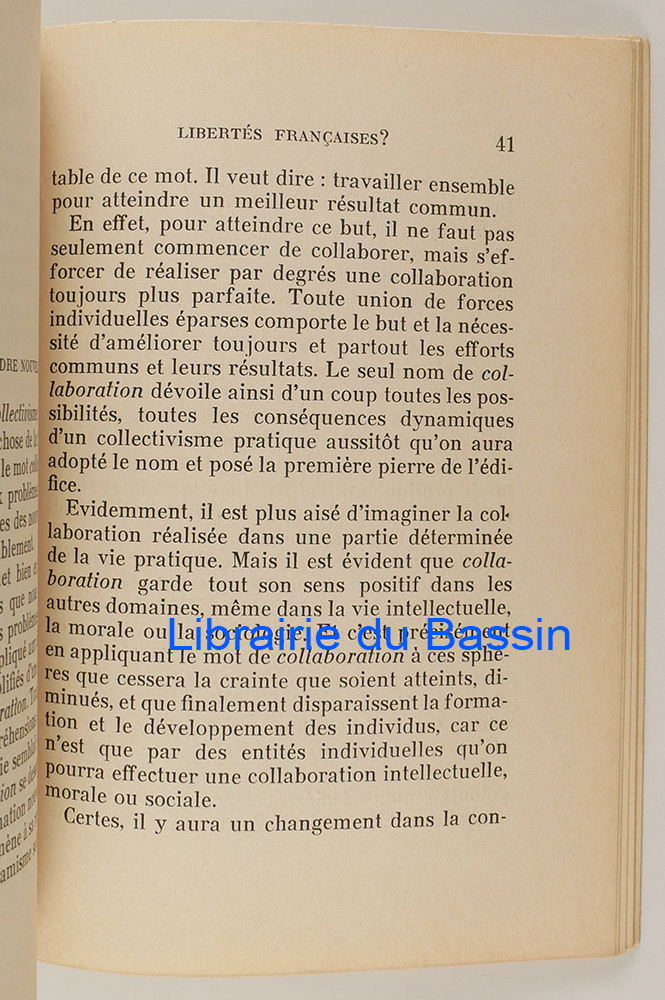 LIBERTÉS FRANÇAISES?
41
table de ce mot. Il veut dire : travailler ensemble
pour atteindre un meilleur résultat commun.
En effet, pour atteindre ce but, il ne faut pas
seulement commencer de collaborer, mais s'ef-
forcer de réaliser par degrés une collaboration
toujours plus parfaite. Toute union de forces
individuelles éparses comporte le but et la néces-
sité d'améliorer toujours et partout les efforts
communs et leurs résultats. Le seul nom de col-
laboration dévoile ainsi d'un coup toutes les pos-
sibilités, toutes les conséquences dynamiques
d'un collectivisme pratique aussitôt qu'on aura
adopté le nom et posé la première pierre de l'édi-
fice.
Evidemment, il est plus aisé d'imaginer la col-
laboration réalisée dans une partie déterminée
de la vie pratique. Mais il est évident que colla-
boration garde tout son sens positif dans les
autres domaines, même dans la vie intellectuelle,
la morale ou la sociologie. Et c'est précisément
Librairie du Bassin
en appliquant le mot de collaboration à ces sphè-
res que cessera la crainte que soient atteints, di-
minués, et que finalement disparaissent la forma-
tion et le développement des individus, car ce
n'est que par des entités individuelles qu'on
pourra effectuer une collaboration intellectuelle,
morale ou sociale.
Certes, il y aura un changement dans la con-